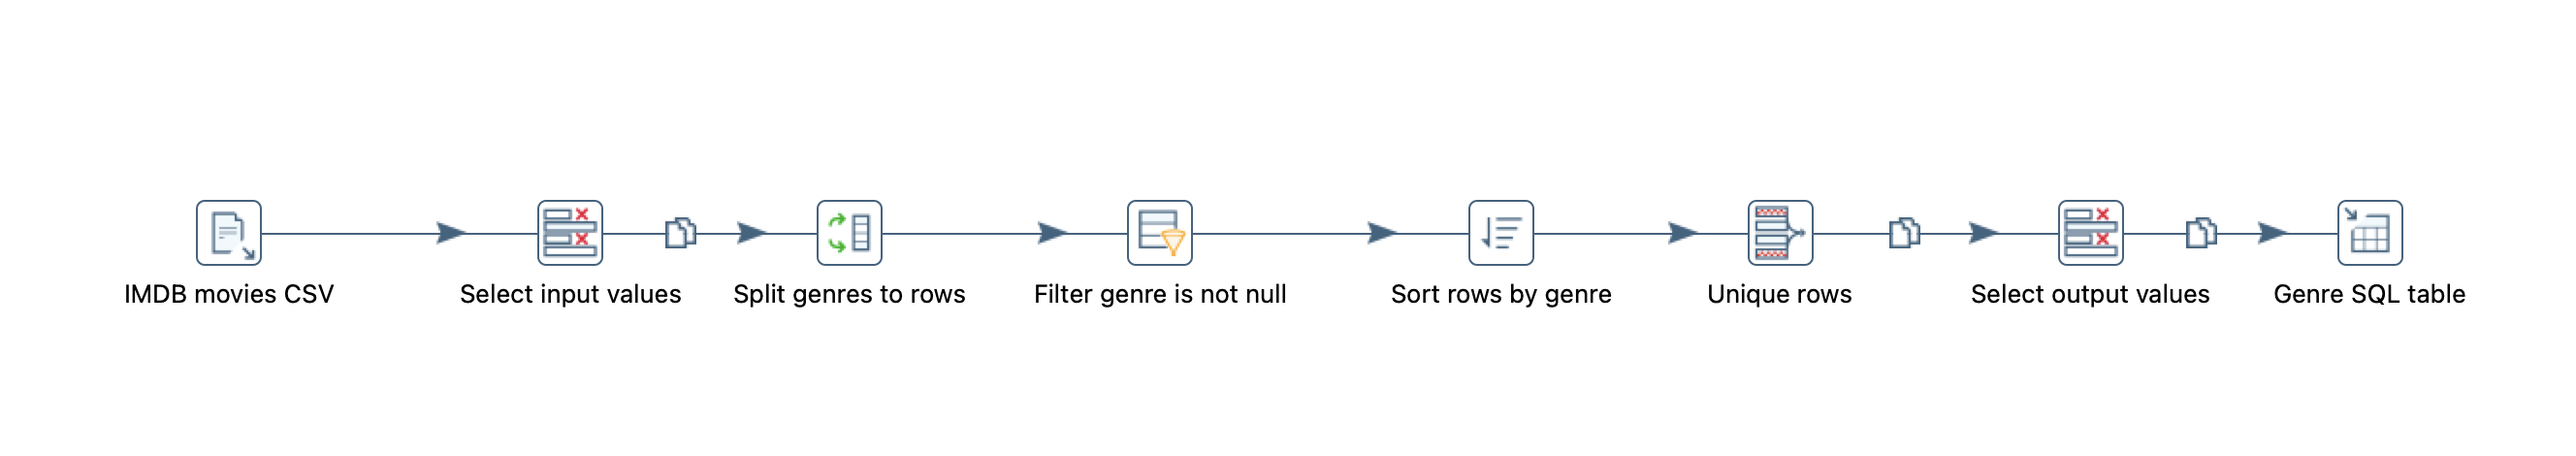 IMDB movies CSV
Select input values
Split genres to rows
Filter genre is not null
Sort rows by genre
Unique rows
Select output values
Genre SQL table